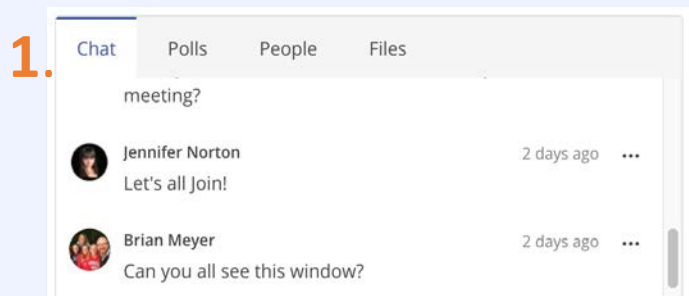 1.
Chat Polls People Files
meeting?
Jennifer Norton 2 days ago ...
Let's all Join!
Brian Meyer 2 days ago ...
Can you all see this window?